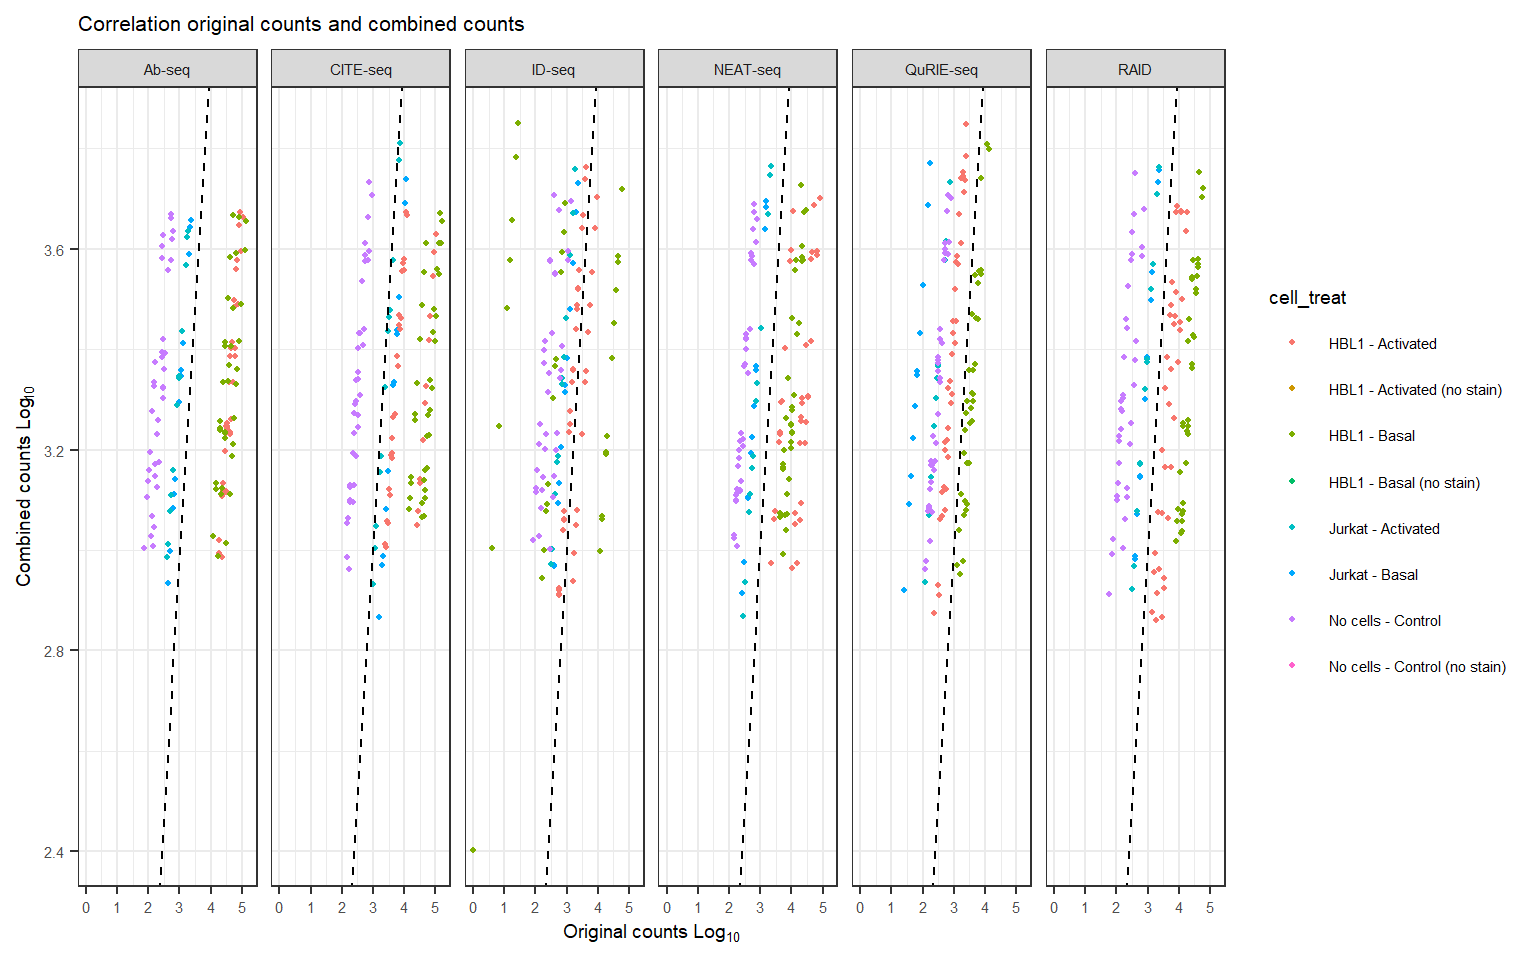 Correlation original counts and combined counts
Ab-seq CITE-seq ID-seq NEAT-seq QuRIE-seq RAID
3.6
3.2
2.8
2.4
Combined counts Log10
0 1 2 3 4 5 0 1 2 3 4 5 0 1 2 3 4 5 0 1 2 3 4 5 0 1 2 3 4 5 0 1 2 3 4 5
Original counts Log10
cell_treat
HBL1 - Activated
HBL1 - Activated (no stain)
HBL1 - Basal
HBL1 - Basal (no stain)
Jurkat - Activated
Jurkat - Basal
No cells - Control
No cells - Control (no stain)